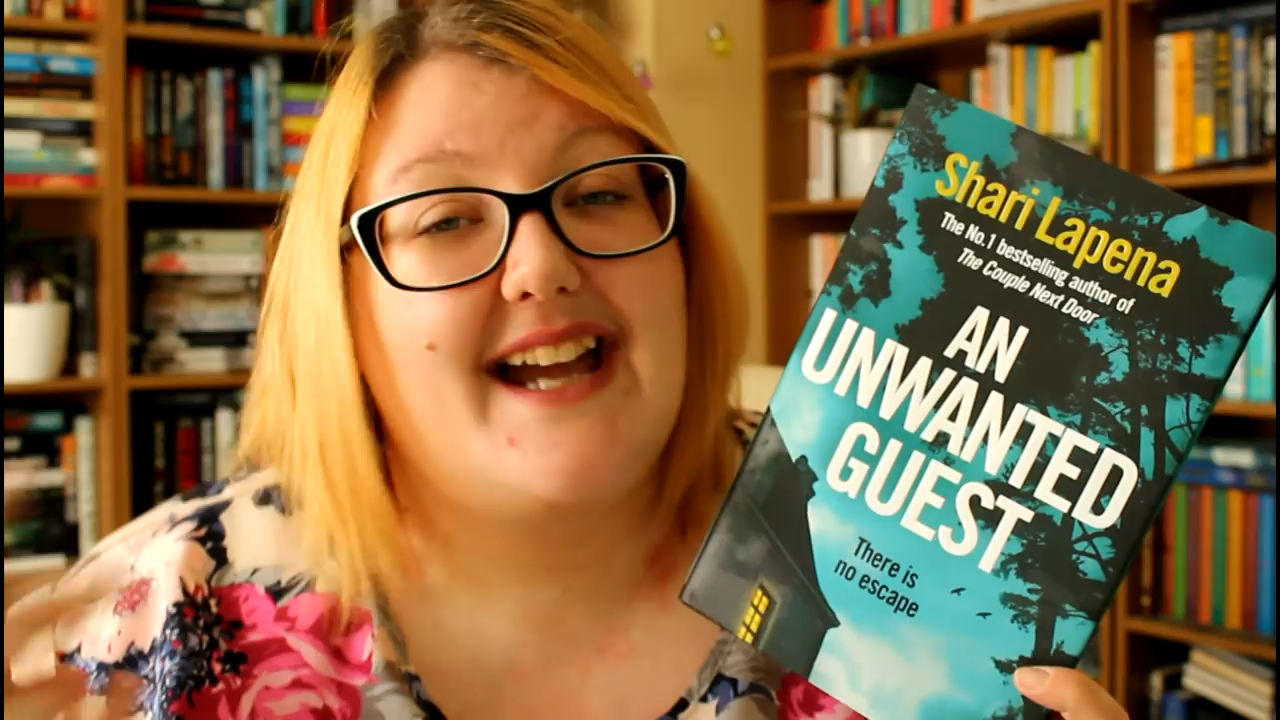 Shari Lapena
The No.1 bestselling author of
The Couple Next Door
AN
UNWANTED
GUEST
There is
no escape